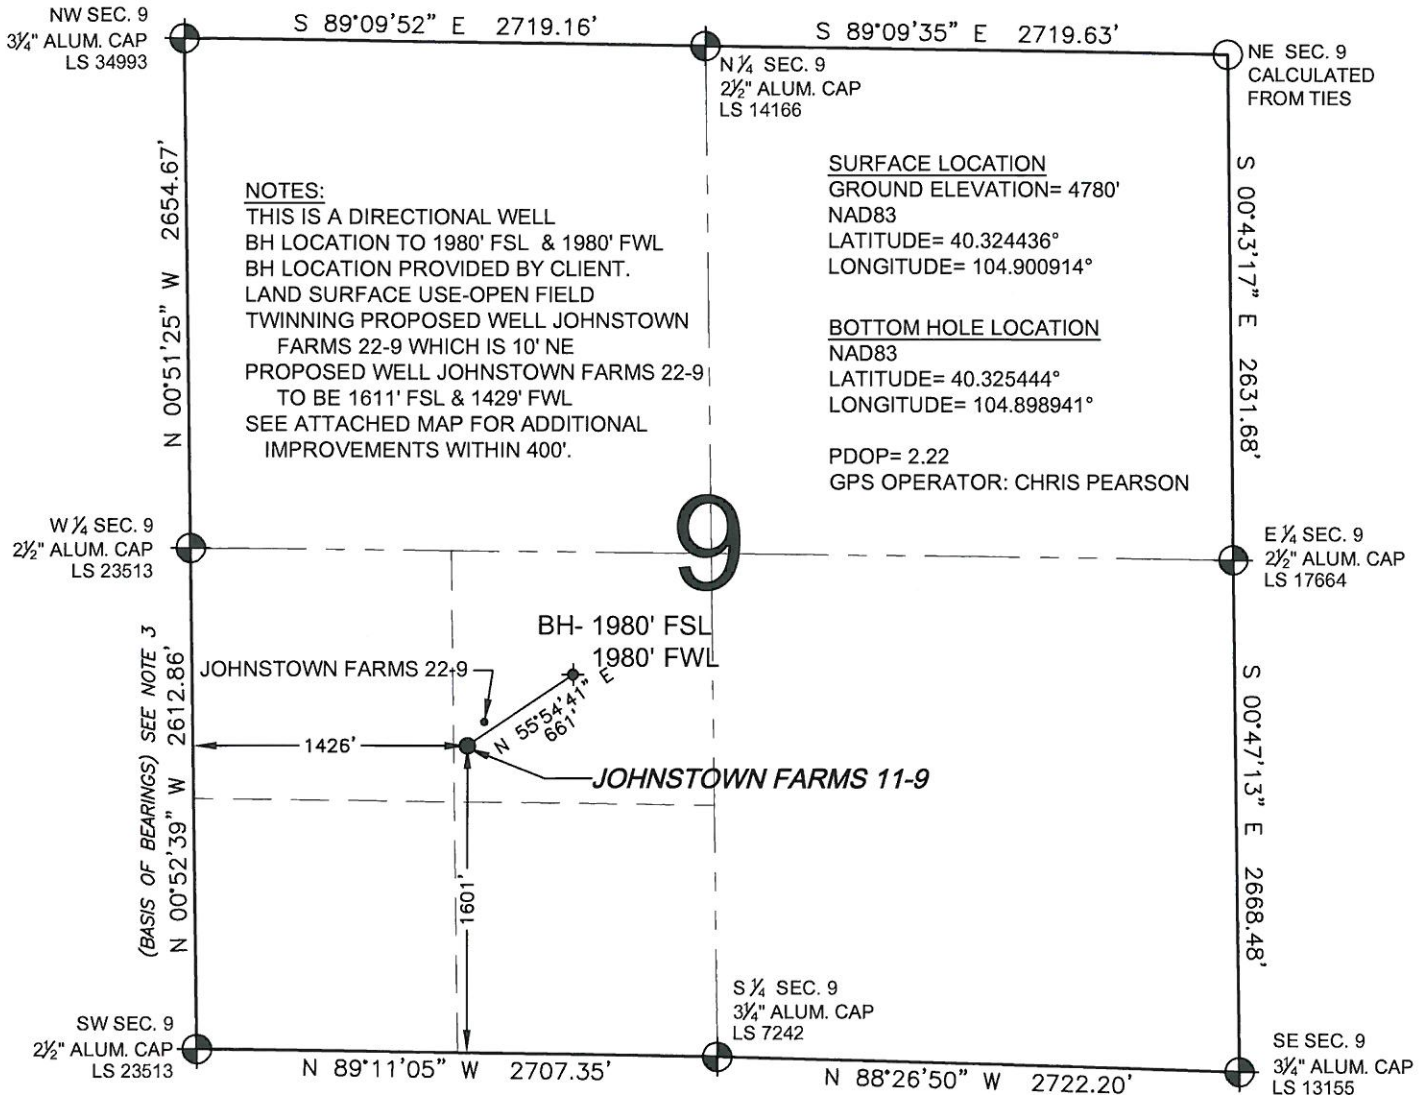 NW SEC. 9
3¼" ALUM. CAP
LS 34993
S 89°09'52" E 2719.16'
S 89°09'35" E 2719.63'
N ¼ SEC. 9
2½" ALUM. CAP
LS 14166
NE SEC. 9
CALCULATED
FROM TIES
N 00°51'25" W 2654.67'
NOTES:
THIS IS A DIRECTIONAL WELL
BH LOCATION TO 1980' FSL & 1980' FWL
BH LOCATION PROVIDED BY CLIENT.
LAND SURFACE USE-OPEN FIELD
TWINNING PROPOSED WELL JOHNSTOWN
FARMS 22-9 WHICH IS 10' NE
PROPOSED WELL JOHNSTOWN FARMS 22-9
TO BE 1611' FSL & 1429' FWL
SEE ATTACHED MAP FOR ADDITIONAL
IMPROVEMENTS WITHIN 400'.
SURFACE LOCATION
GROUND ELEVATION= 4780'
NAD83
LATITUDE= 40.324436°
LONGITUDE= 104.900914°
BOTTOM HOLE LOCATION
NAD83
LATITUDE= 40.325444°
LONGITUDE= 104.898941°
PDOP= 2.22
GPS OPERATOR: CHRIS PEARSON
S 00°43'17" E 2631.68'
W ¼ SEC. 9
2½" ALUM. CAP
LS 23513
9
E ¼ SEC. 9
2½" ALUM. CAP
LS 17664
(BASIS OF BEARINGS) SEE NOTE 3
N 00°52'39" W 2612.86'
BH- 1980' FSL
1980' FWL
JOHNSTOWN FARMS 22-9
N 55°54'41" E
661'
1426'
JOHNSTOWN FARMS 11-9
1601'
S 00°47'13" E 2668.48'
SW SEC. 9
2½" ALUM. CAP
LS 23513
S ¼ SEC. 9
3¼" ALUM. CAP
LS 7242
SE SEC. 9
3¼" ALUM. CAP
LS 13155
N 89°11'05" W 2707.35'
N 88°26'50" W 2722.20'